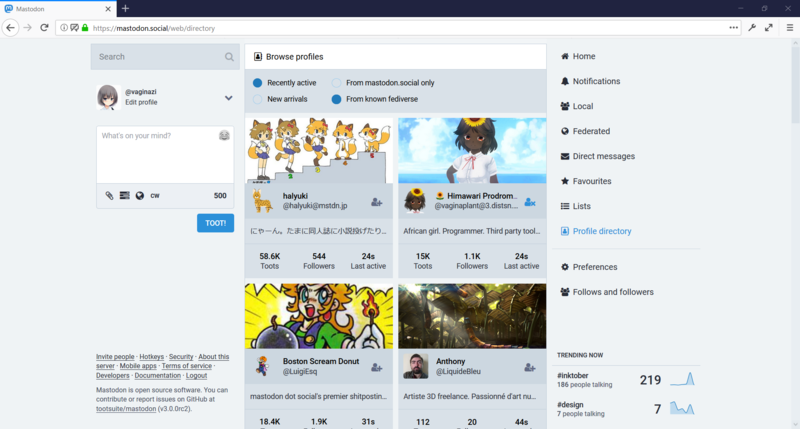 Mastodon
https://mastodon.social/web/directory
Search
@vaginazi
Edit profile
What's on your mind?
CW
500
TOOT!
Invite people · Hotkeys · Security · About this
server · Mobile apps · Terms of service ·
Developers · Documentation · Logout
Mastodon is open source software. You can
contribute or report issues on GitHub at
tootsuite/mastodon (v3.0.0rc2).
Browse profiles
Recently active
From mastodon.social only
New arrivals
From known fediverse
halyuki
@halyuki@mstdn.jp
にゃーん。たまに同人誌に小説投げたり...
58.6K
544
24s
Toots
Followers
Last active
Himawari Prodrom...
@vaginaplant@3.distsn....
African girl. Programmer. Third party tool...
15K
1.1K
24s
Toots
Followers
Last active
Boston Scream Donut
@LuigiEsq
mastodon dot social's premier shitpostin...
18.4K
1.9K
31s
Anthony
@LiquideBleu
Artiste 3D freelance. Passionné d'art nu...
112
20
44s
Home
Notifications
Local
Federated
Direct messages
Favourites
Lists
Profile directory
Preferences
Follows and followers
TRENDING NOW
#inktober
186 people talking
219
#design
7 people talking
7